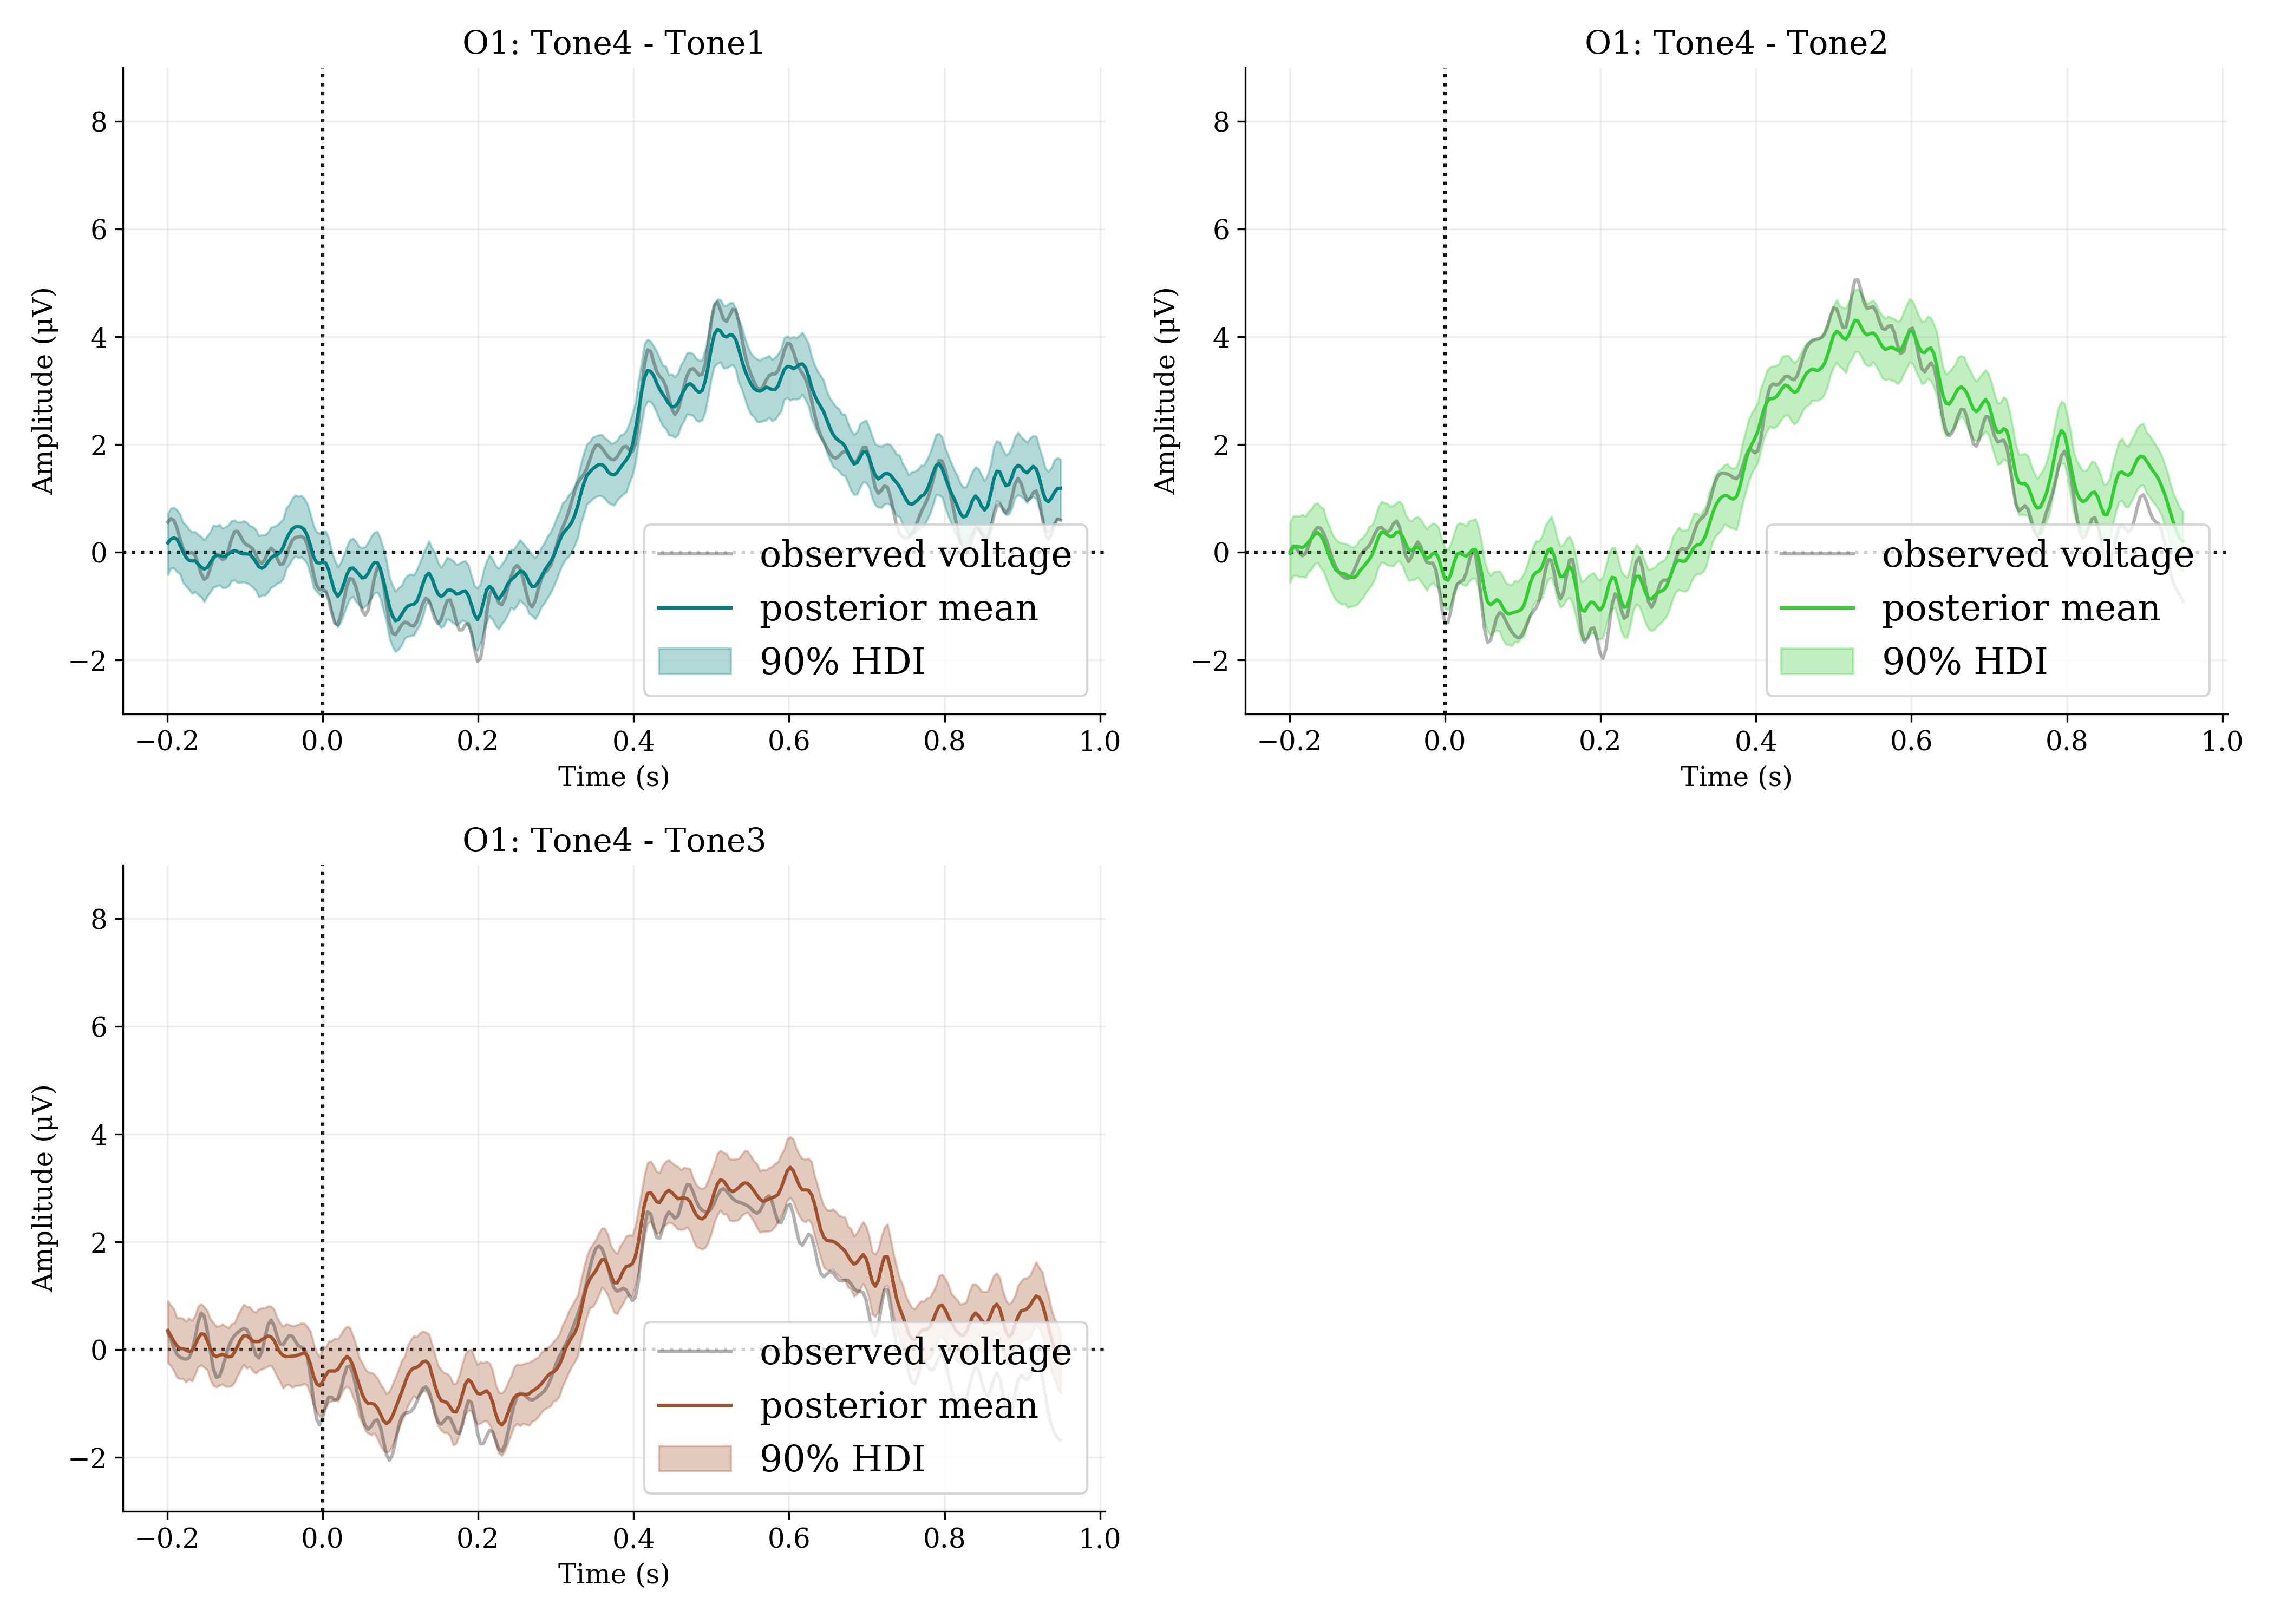 O1: Tone4 - Tone1
Amplitude (µV)
8
6
4
2
0
−2
−0.2 0.0 0.2 0.4 0.6 0.8 1.0
Time (s)
observed voltage
posterior mean
90% HDI
O1: Tone4 - Tone2
Amplitude (µV)
8
6
4
2
0
−2
−0.2 0.0 0.2 0.4 0.6 0.8 1.0
Time (s)
observed voltage
posterior mean
90% HDI
O1: Tone4 - Tone3
Amplitude (µV)
8
6
4
2
0
−2
−0.2 0.0 0.2 0.4 0.6 0.8 1.0
Time (s)
observed voltage
posterior mean
90% HDI